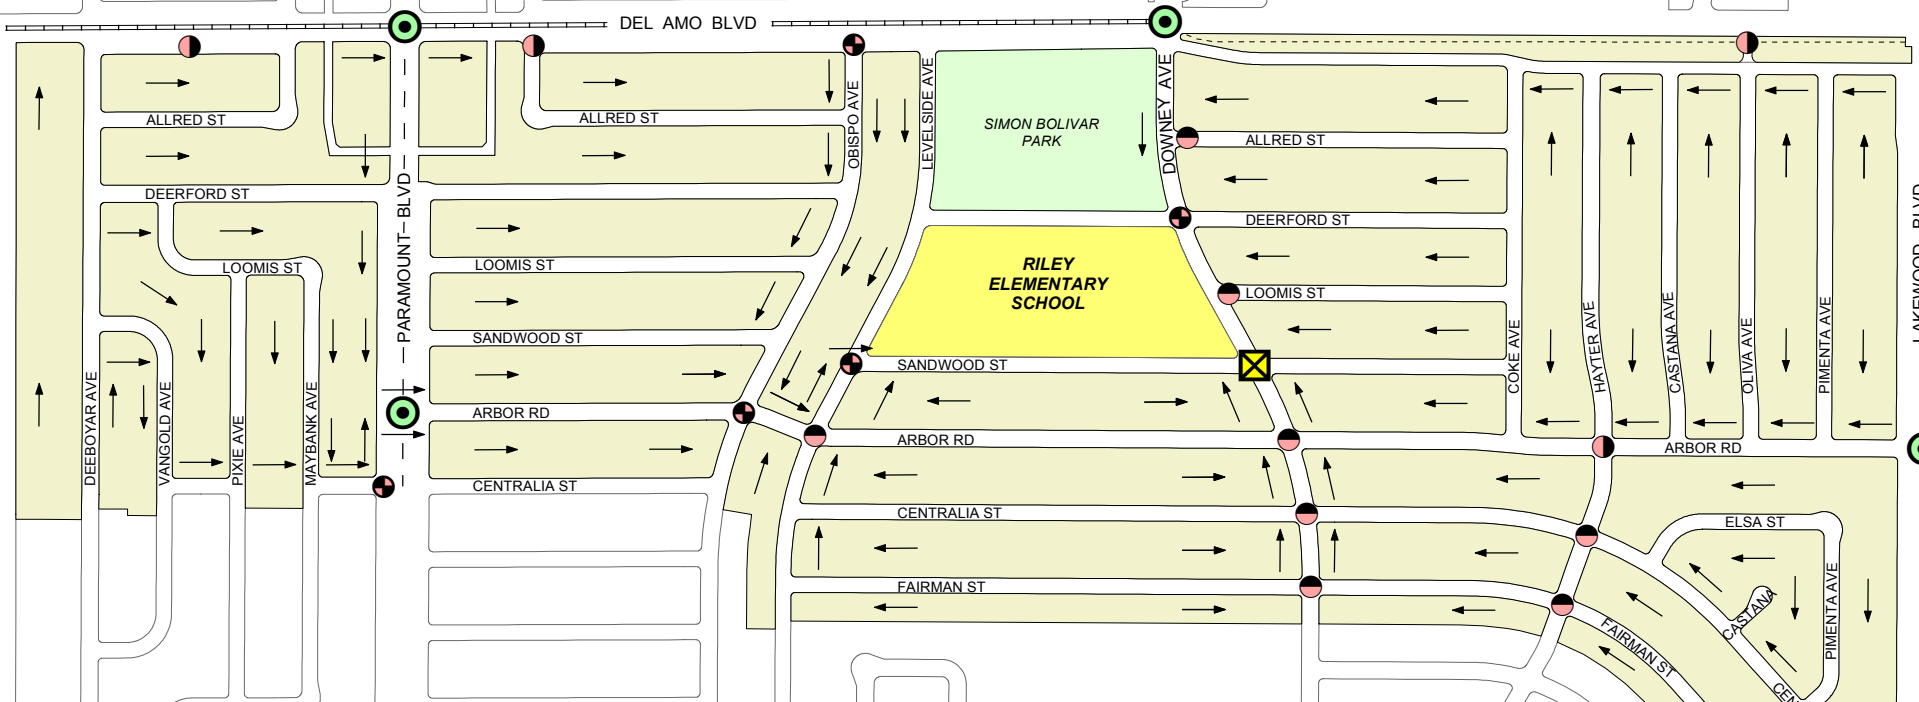 DEL AMO BLVD
ALLRED ST
ALLRED ST
OBISPO AVE
LEVELSIDE AVE
SIMON BOLIVAR
PARK
DOWNEY AVE
ALLRED ST
DEERFORD ST
PARAMOUNT BLVD
DEERFORD ST
LOOMIS ST
LOOMIS ST
RILEY
ELEMENTARY
SCHOOL
LOOMIS ST
SANDWOOD ST
SANDWOOD ST
COKE AVE
HAYTER AVE
CASTANA AVE
OLIVA AVE
PIMENTA AVE
LAKEWOOD BLVD
DEEBOYAR AVE
VANGOLD AVE
PIXIE AVE
MAYBANK AVE
ARBOR RD
ARBOR RD
ARBOR RD
CENTRALIA ST
CENTRALIA ST
ELSA ST
FAIRMAN ST
CASTANA
PIMENTA AVE
FAIRMAN ST
CEN